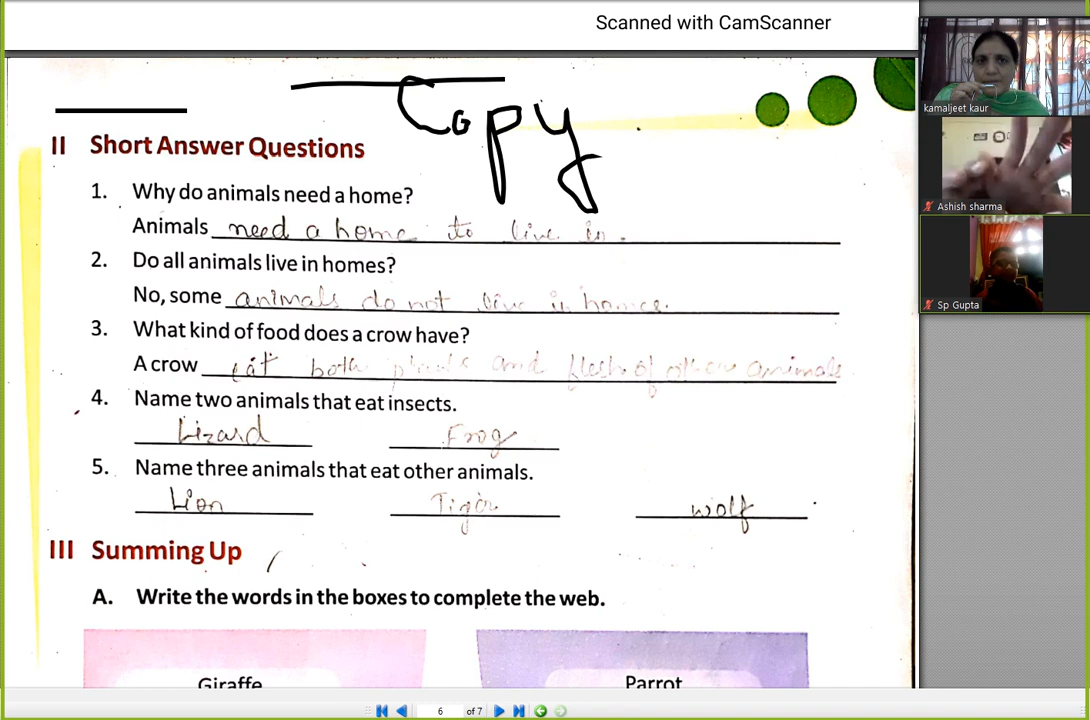 Scanned with CamScanner
Copy
II Short Answer Questions
1. Why do animals need a home?
Animals need a home to live in.
2. Do all animals live in homes?
No, some animals do not live in homes.
3. What kind of food does a crow have?
A crow eat both plants and flesh of other animals
4. Name two animals that eat insects.
Lizard Frog
5. Name three animals that eat other animals.
Lion Tiger wolf
III Summing Up
A. Write the words in the boxes to complete the web.
Giraffe Parrot
6 of 7
kamaljeet kaur
Ashish sharma
Sp Gupta